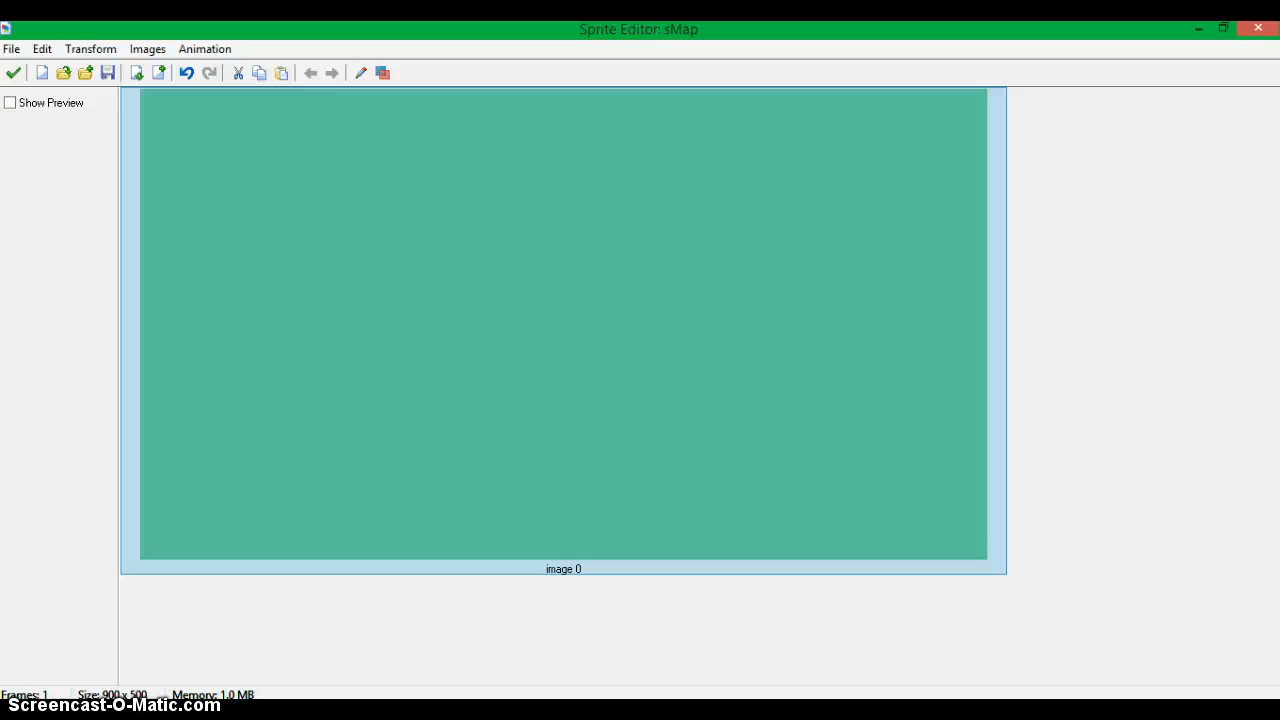 Sprite Editor: sMap
File Edit Transform Images Animation
Show Preview
image 0
Frames: 1 Size: 900 x 500 Memory: 1.0 MB
Screencast-O-Matic.com